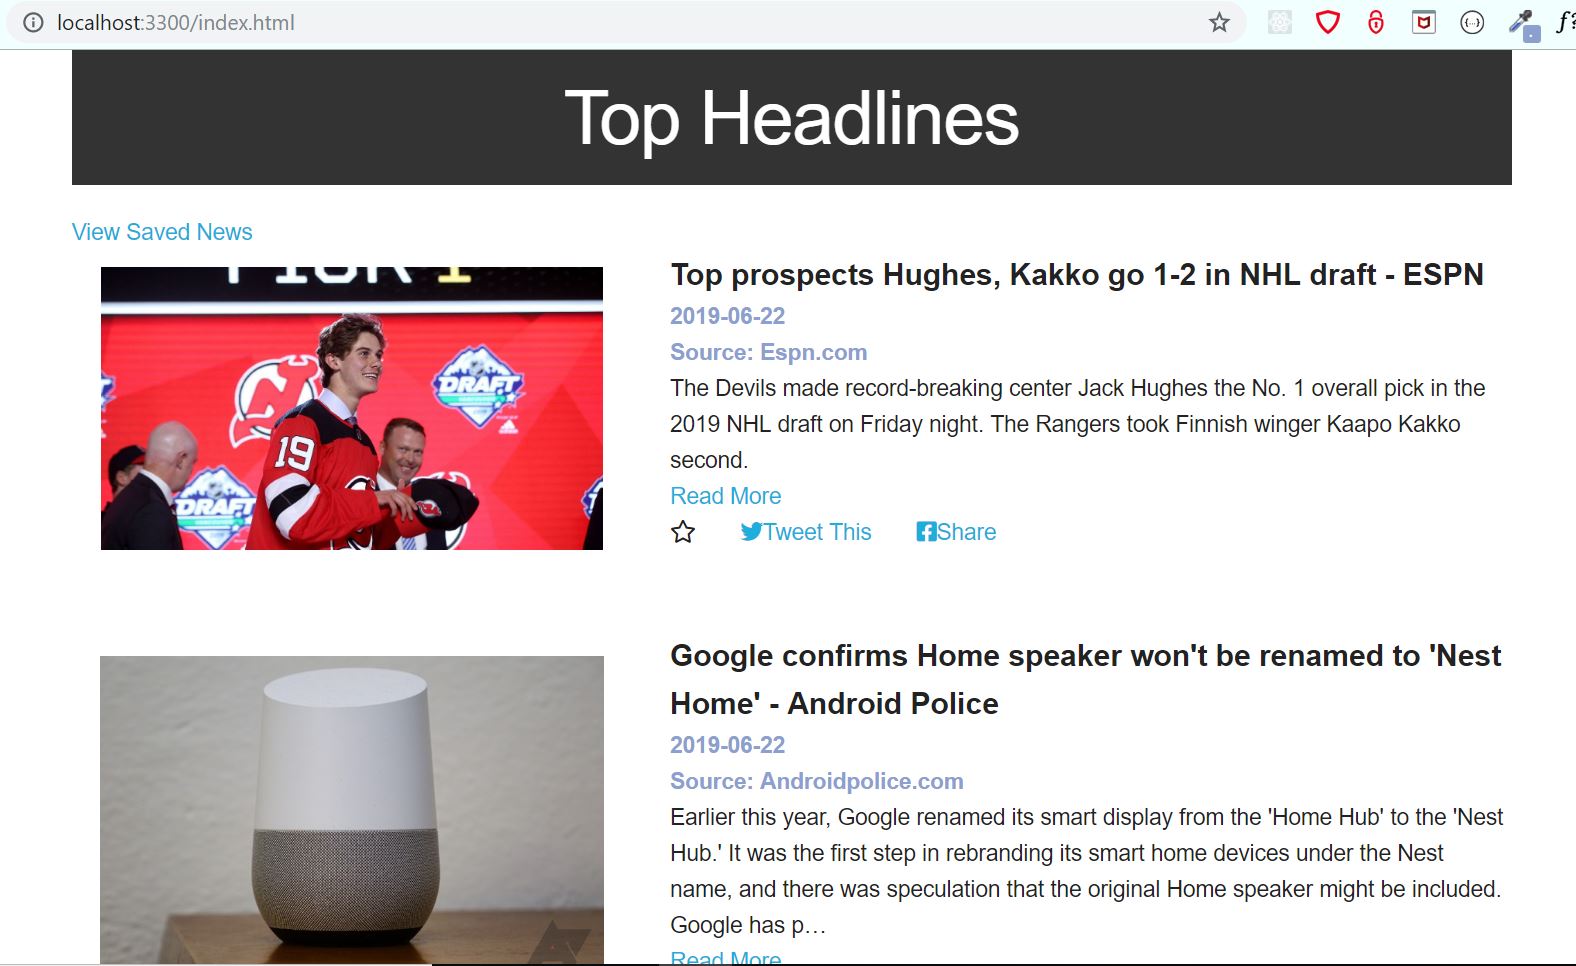 localhost:3300/index.html
Top Headlines
View Saved News
PICK 1
DRAFT
19
DRAFT
Top prospects Hughes, Kakko go 1-2 in NHL draft - ESPN
2019-06-22
Source: Espn.com
The Devils made record-breaking center Jack Hughes the No. 1 overall pick in the
2019 NHL draft on Friday night. The Rangers took Finnish winger Kaapo Kakko
second.
Read More
Tweet This Share
Google confirms Home speaker won't be renamed to 'Nest
Home' - Android Police
2019-06-22
Source: Androidpolice.com
Earlier this year, Google renamed its smart display from the 'Home Hub' to the 'Nest
Hub.' It was the first step in rebranding its smart home devices under the Nest
name, and there was speculation that the original Home speaker might be included.
Google has p…
Read More